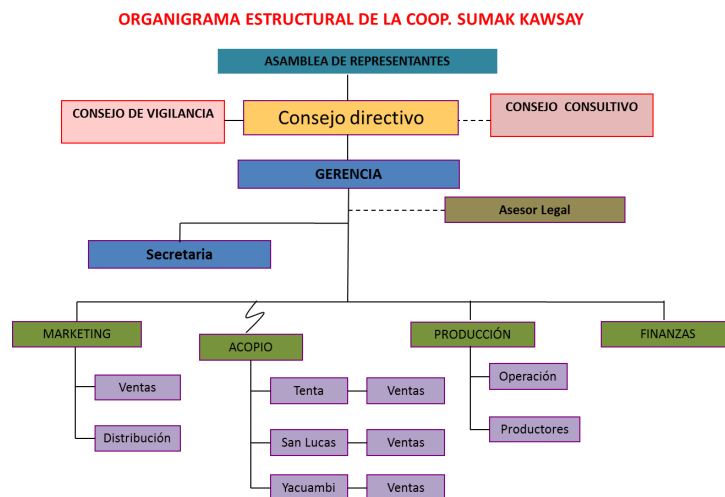 ORGANIGRAMA ESTRUCTURAL DE LA COOP. SUMAK KAWSAY
ASAMBLEA DE REPRESENTANTES
CONSEJO DE VIGILANCIA
Consejo directivo
CONSEJO CONSULTIVO
GERENCIA
Asesor Legal
Secretaria
MARKETING
ACOPIO
PRODUCCIÓN
FINANZAS
Ventas
Distribución
Tenta
Ventas
San Lucas
Ventas
Yacuambi
Ventas
Operación
Productores